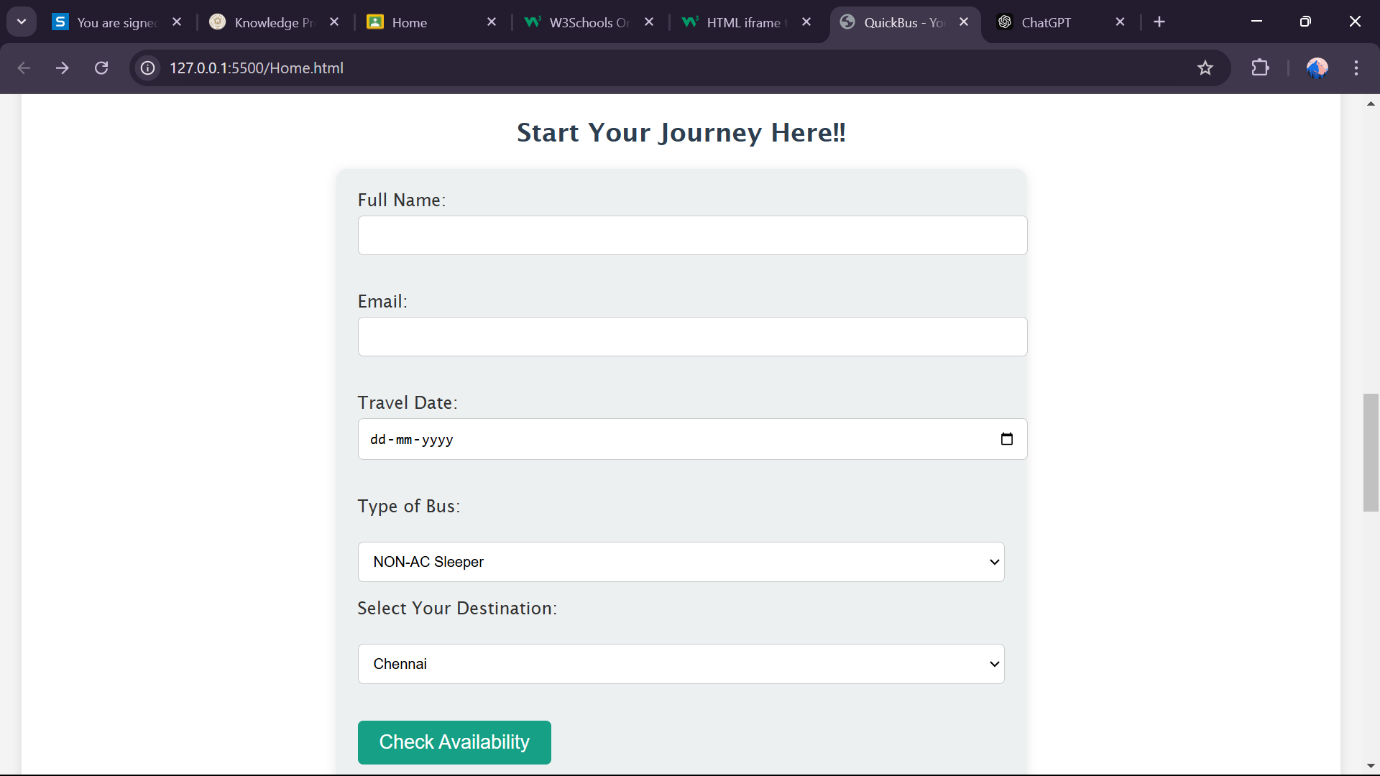 You are signe
Knowledge Pr
Home
W3Schools O
HTML iframe
QuickBus - Yo
ChatGPT
127.0.0.1:5500/Home.html
Start Your Journey Here!!
Full Name:
Email:
Travel Date:
dd-mm-yyyy
Type of Bus:
NON-AC Sleeper
Select Your Destination:
Chennai
Check Availability